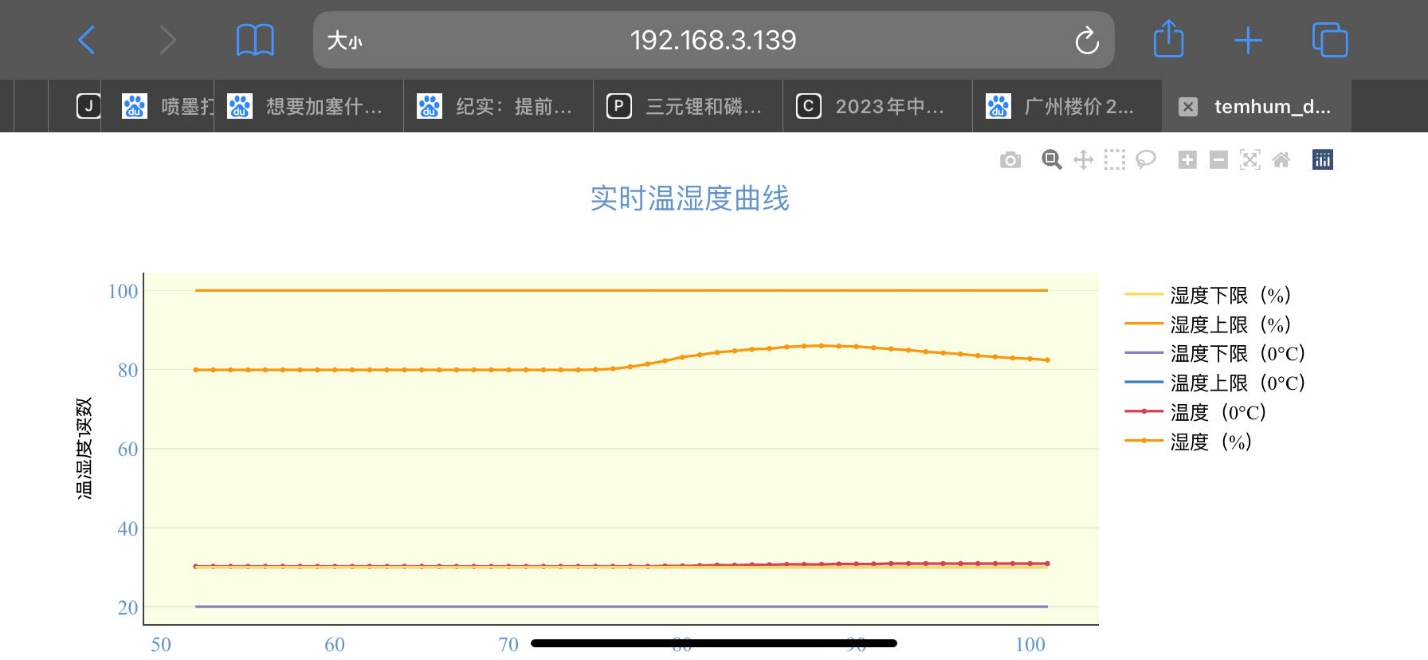 大小
192.168.3.139
J
喷墨打
想要加塞什...
纪实：提前...
P
三元锂和磷...
C
2023年中...
广州楼价2...
temhum_d...
实时温湿度曲线
100
80
60
40
20
温湿度读数
50
60
70
80
90
100
湿度下限（%）
湿度上限（%）
温度下限（0°C）
温度上限（0°C）
温度（0°C）
湿度（%）